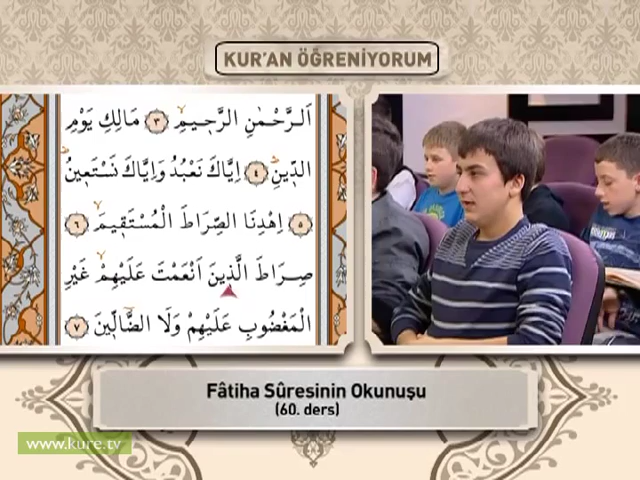 KUR'AN ÖĞRENİYORUM
اَلرَّحْمٰنِ الرَّح۪يمِۙ ﴿٣﴾ مَالِكِ يَوْمِ
الدّ۪ينِۜ ﴿٤﴾ اِيَّاكَ نَعْبُدُ وَاِيَّاكَ نَسْتَع۪ينُۜ
﴿٥﴾ اِهْدِنَا الصِّرَاطَ الْمُسْتَق۪يمَۙ ﴿٦﴾
صِرَاطَ الَّذ۪ينَ اَنْعَمْتَ عَلَيْهِمْۙ غَيْرِ
الْمَغْضُوبِ عَلَيْهِمْ وَلَا الضَّٓالّ۪ينَ ﴿٧﴾
Fâtiha Sûresinin Okunuşu
(60. ders)
www.kure.tv